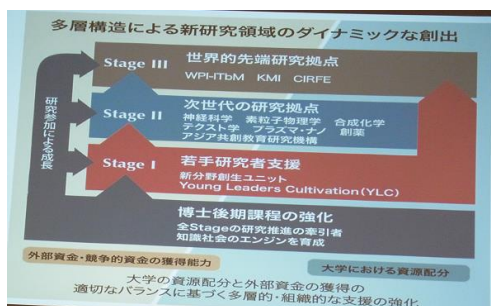 多層構造による新研究領域のダイナミックな創出
Stage III
世界的先端研究拠点
WPI-ITbM KMI CIRFE
Stage II
次世代の研究拠点
神経科学 素粒子物理学 合成化学
テクスト学 プラズマ・ナノ 創薬
アジア共創教育研究機構
Stage I
若手研究者支援
新分野創生ユニット
Young Leaders Cultivation(YLC)
博士後期課程の強化
全Stageの研究推進の牽引者
知識社会のエンジンを育成
研究参加による成長
外部資金・競争的資金の獲得能力
大学における資源配分
大学の資源配分と外部資金の獲得の
適切なバランスに基づく多層的・組織的な支援の強化